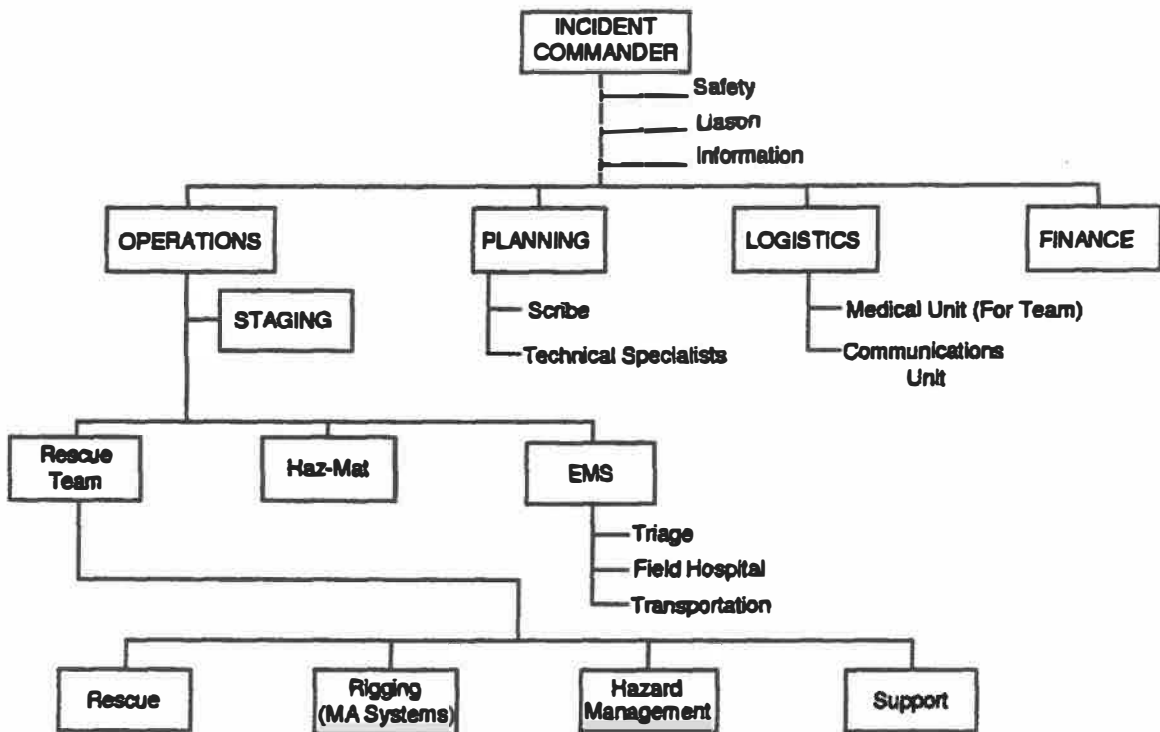 INCIDENT
COMMANDER
Safety
Liason
Information
OPERATIONS
PLANNING
LOGISTICS
FINANCE
STAGING
Scribe
Technical Specialists
Medical Unit (For Team)
Communications
Unit
Rescue
Team
Haz-Mat
EMS
Triage
Field Hospital
Transportation
Rescue
Rigging
(MA Systems)
Hazard
Management
Support